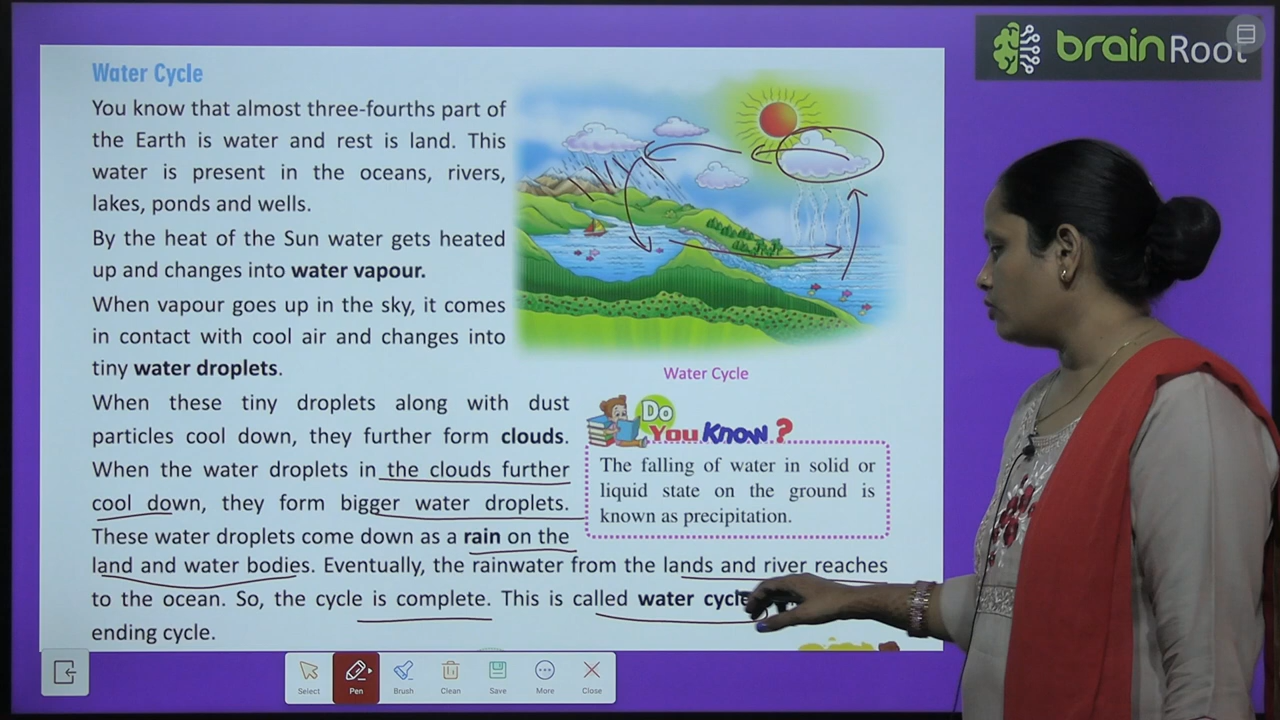 brainRoot
Water Cycle
You know that almost three-fourths part of
the Earth is water and rest is land. This
water is present in the oceans, rivers,
lakes, ponds and wells.
By the heat of the Sun water gets heated
up and changes into water vapour.
When vapour goes up in the sky, it comes
in contact with cool air and changes into
tiny water droplets.
Water Cycle
When these tiny droplets along with dust
particles cool down, they further form clouds.
When the water droplets in the clouds further
cool down, they form bigger water droplets.
These water droplets come down as a rain on the
land and water bodies. Eventually, the rainwater from the lands and river reaches
to the ocean. So, the cycle is complete. This is called water cycle
ending cycle.
Do
You Know?
The falling of water in solid or
liquid state on the ground is
known as precipitation.
Select Pen Brush Clean Save More Close